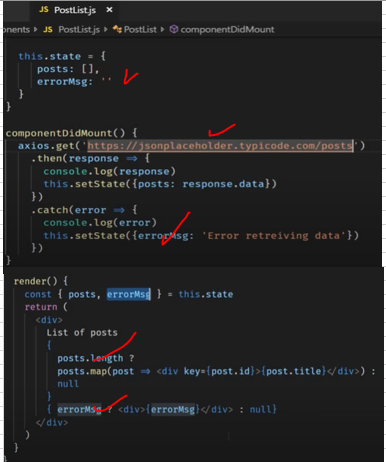 JS PostList.js ×
onents > JS PostList.js > PostList > componentDidMount
this.state = {
posts: [],
errorMsg: ''
}
}
componentDidMount() {
axios.get('https://jsonplaceholder.typicode.com/posts')
.then(response => {
console.log(response)
this.setState({posts: response.data})
})
.catch(error => {
console.log(error)
this.setState({errorMsg: 'Error retreiving data'})
})
}
render() {
const { posts, errorMsg } = this.state
return (
<div>
List of posts
{
posts.length ?
posts.map(post => <div key={post.id}>{post.title}</div>) :
null
}
{ errorMsg ? <div>{errorMsg}</div> : null}
</div>
)
}
}